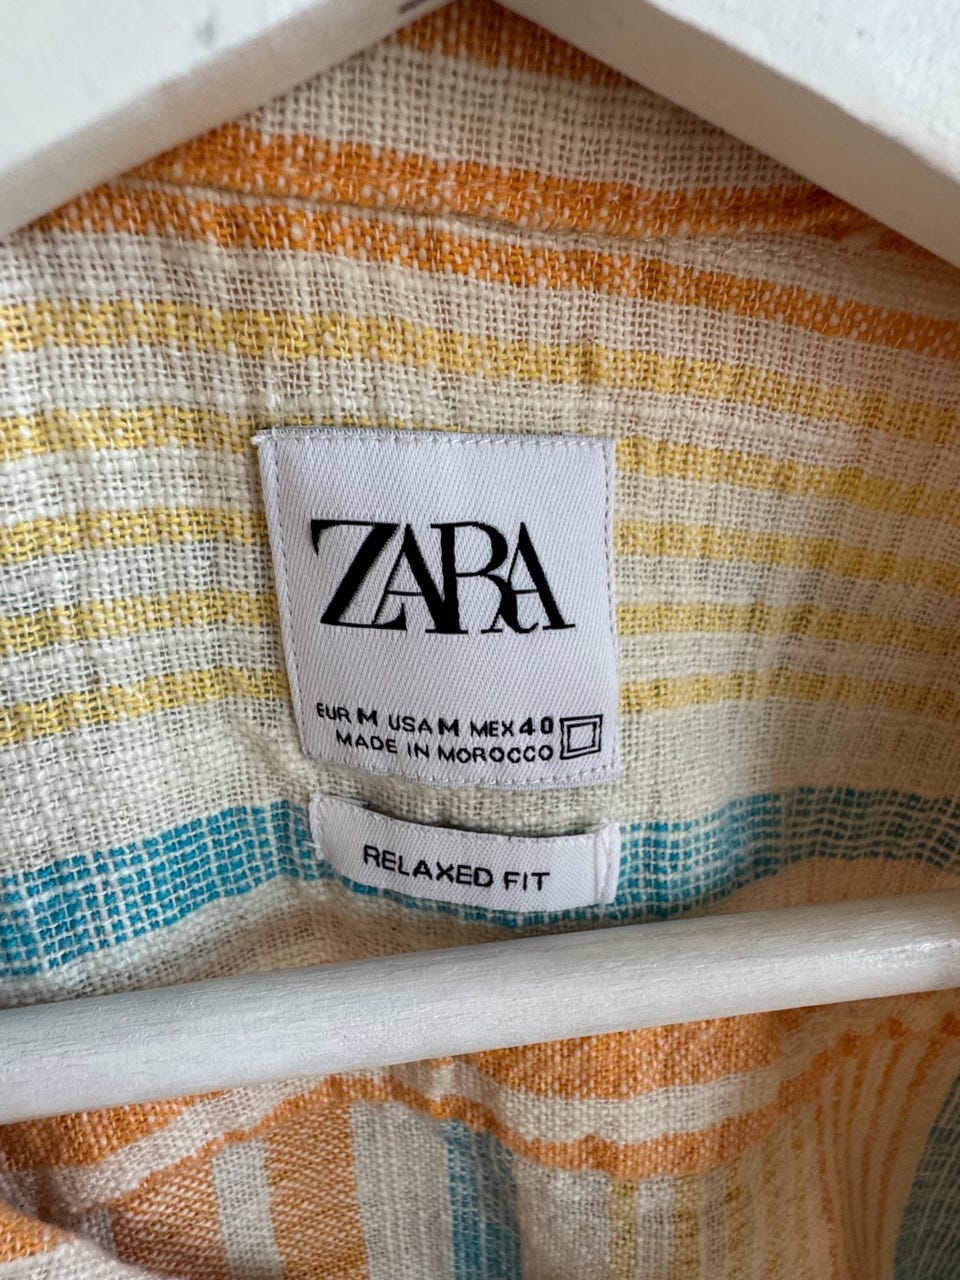 ZARA
EUR M USA M MEX 40
MADE IN MOROCCO
RELAXED FIT